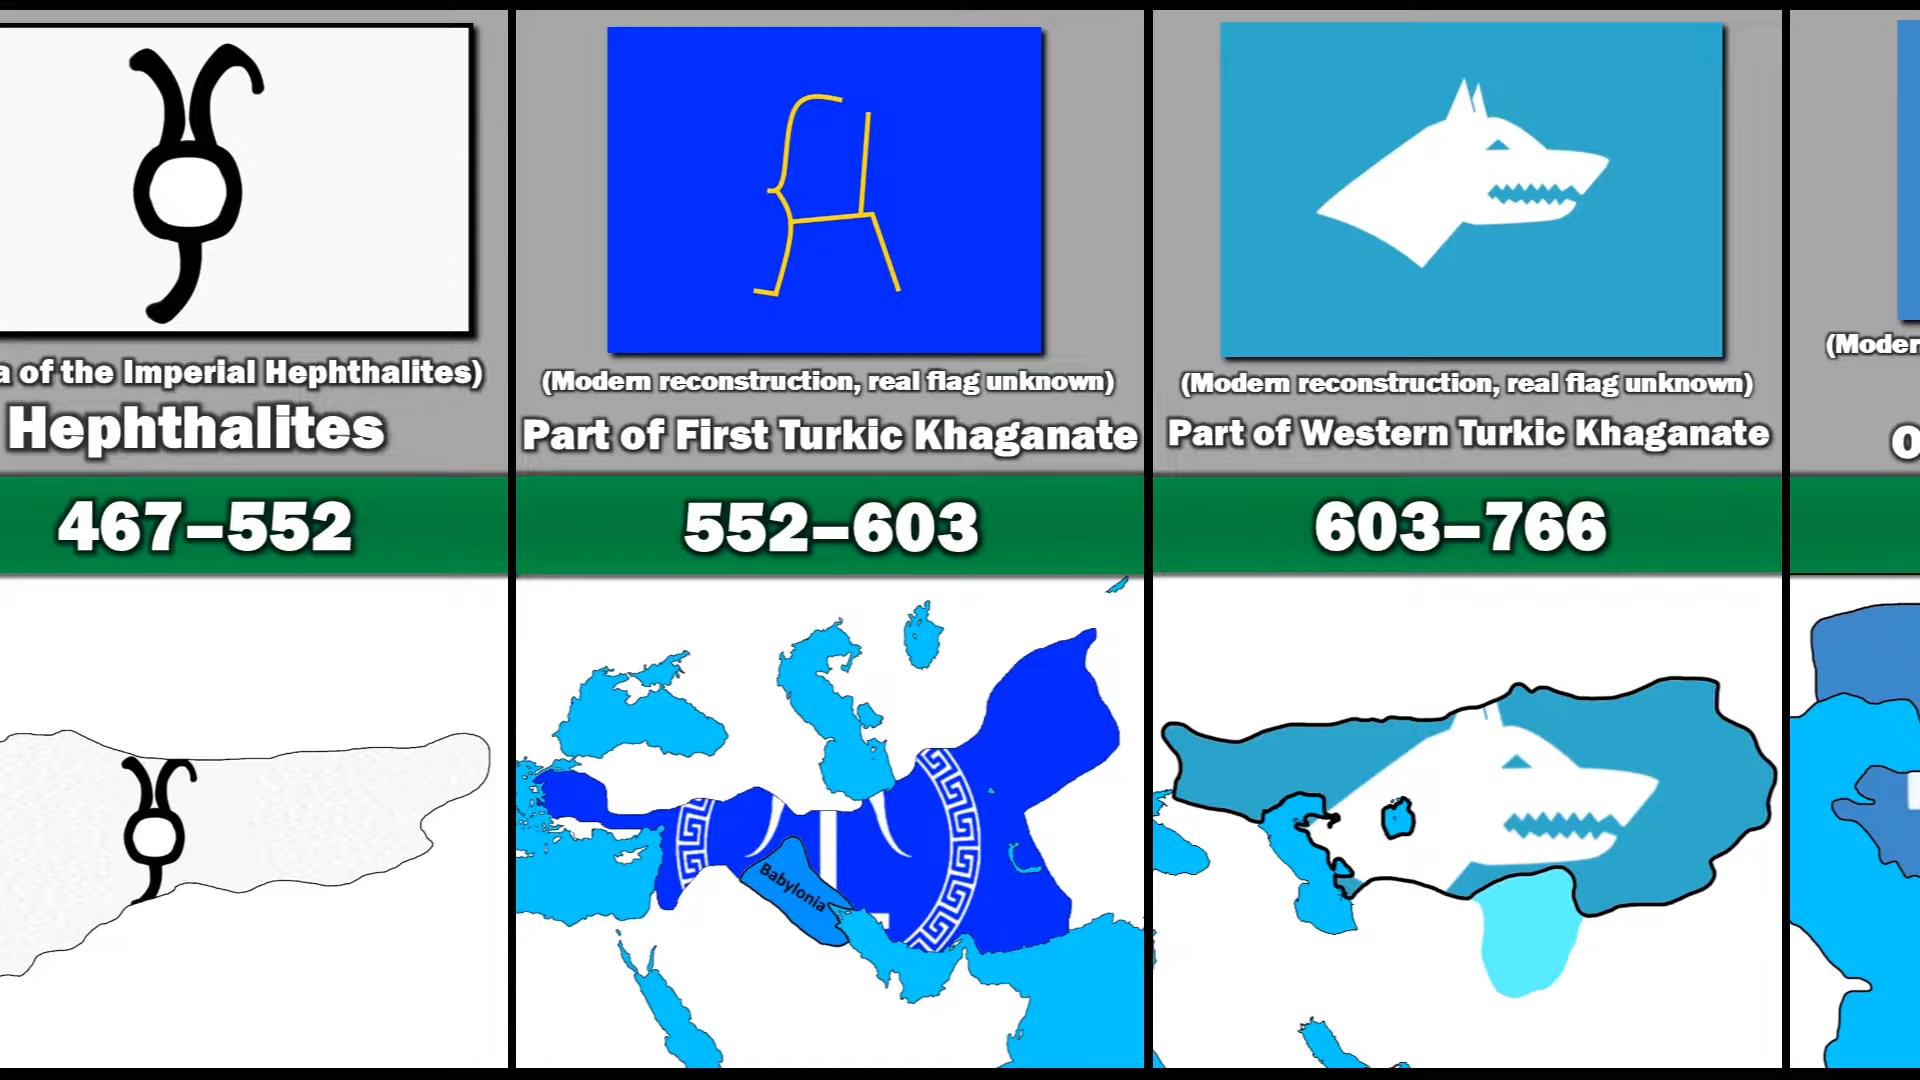 a of the Imperial Hephthalites)
Hephthalites
467–552
(Modern reconstruction, real flag unknown)
Part of First Turkic Khaganate
552–603
Babylonia
(Modern reconstruction, real flag unknown)
Part of Western Turkic Khaganate
603–766
(Moder
O